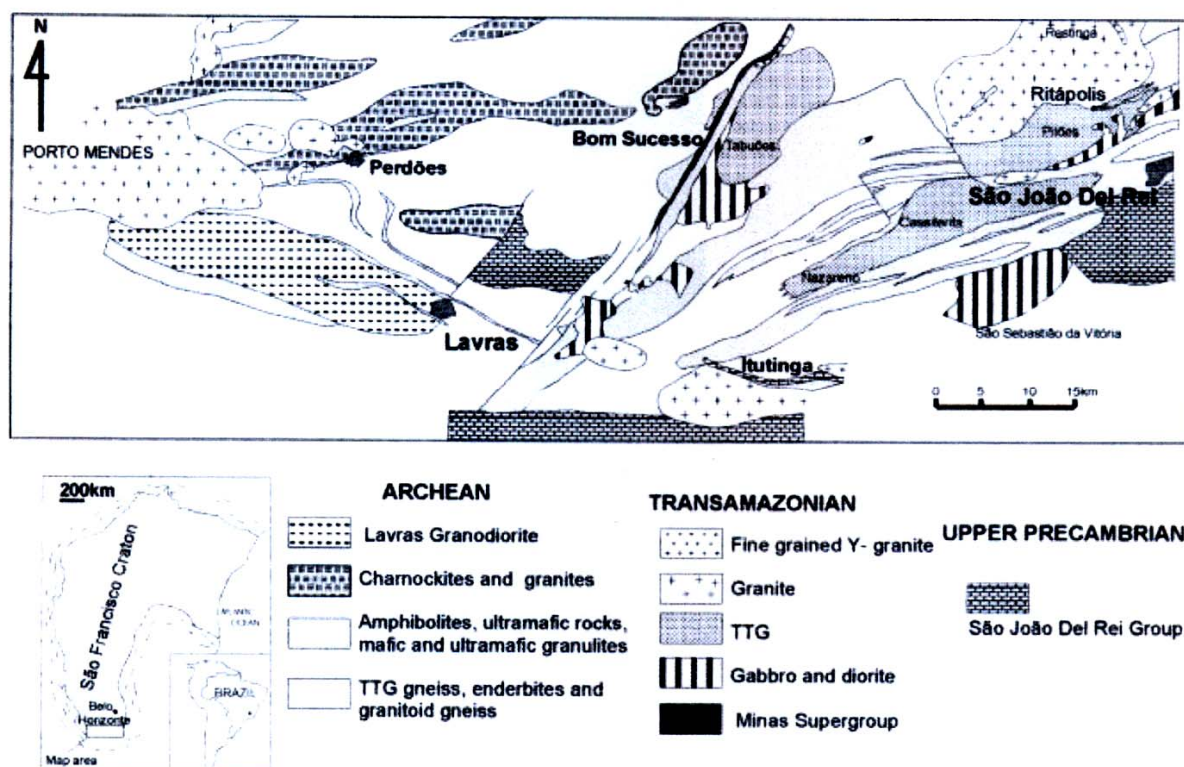 N
Restinga
Ritápolis
PORTO MENDES
Bom Sucesso
Tabuões
Pilões
Perdões
São João Del Rei
Cassiterita
Nazareno
Lavras
São Sebastião da Vitória
Itutinga
0 5 10 15km
200km
São Francisco Craton
OCEAN
BRAZIL
Belo
Horizonte
Map area
ARCHEAN
Lavras Granodiorite
Charnockites and granites
Amphibolites, ultramafic rocks,
mafic and ultramafic granulites
TTG gneiss, enderbites and
granitoid gneiss
TRANSAMAZONIAN
Fine grained Y- granite
Granite
TTG
Gabbro and diorite
Minas Supergroup
UPPER PRECAMBRIAN
São João Del Rei Group